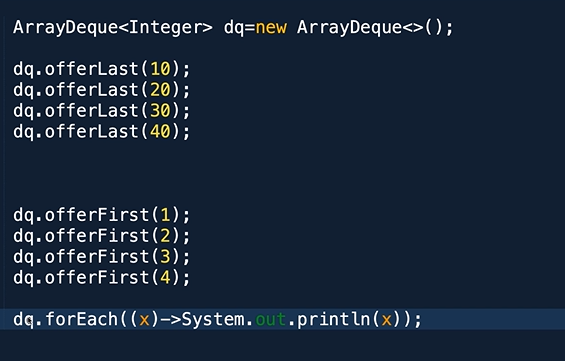 ArrayDeque<Integer> dq=new ArrayDeque<>();
dq.offerLast(10);
dq.offerLast(20);
dq.offerLast(30);
dq.offerLast(40);
dq.offerFirst(1);
dq.offerFirst(2);
dq.offerFirst(3);
dq.offerFirst(4);
dq.forEach((x)->System.out.println(x));